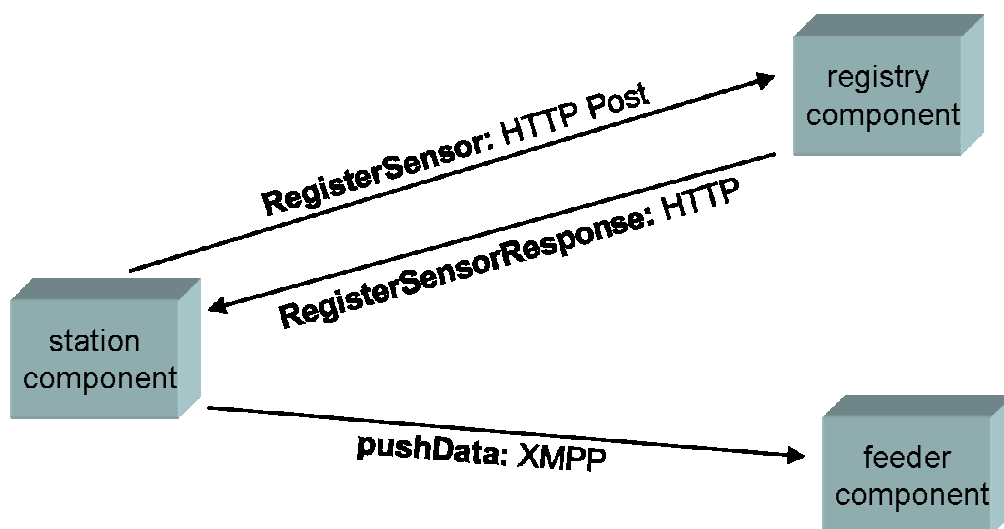 registry
component
RegisterSensor: HTTP Post
RegisterSensorResponse: HTTP
station
component
pushData: XMPP
feeder
component